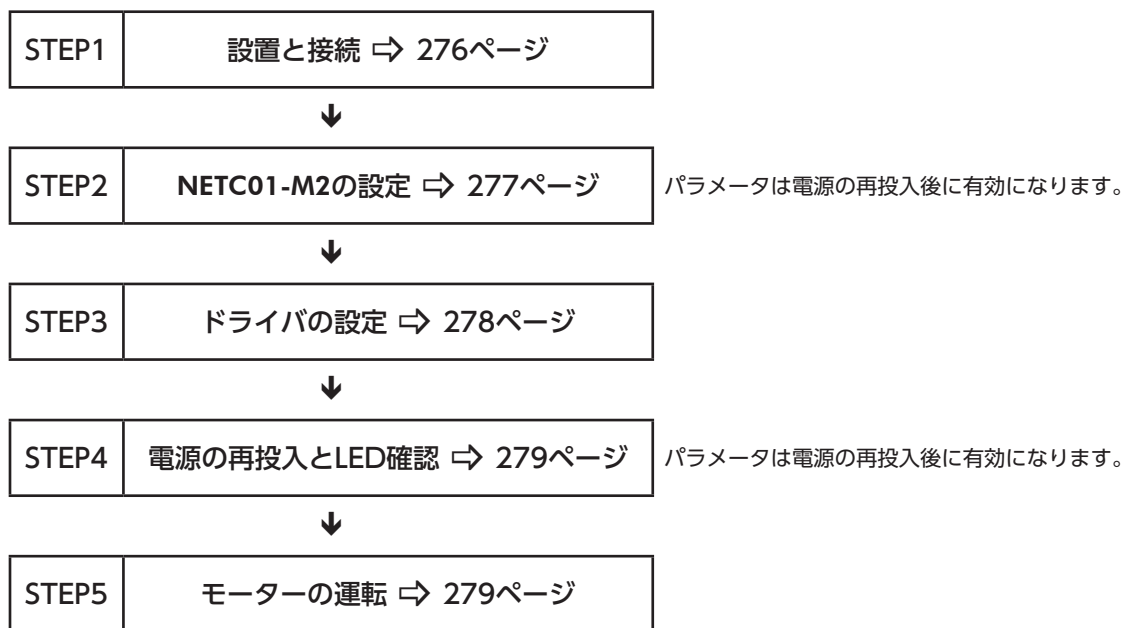 STEP1 設置と接続 ⇨ 276ページ
STEP2 NETC01-M2の設定 ⇨ 277ページ パラメータは電源の再投入後に有効になります。
STEP3 ドライバの設定 ⇨ 278ページ
STEP4 電源の再投入とLED確認 ⇨ 279ページ パラメータは電源の再投入後に有効になります。
STEP5 モーターの運転 ⇨ 279ページ